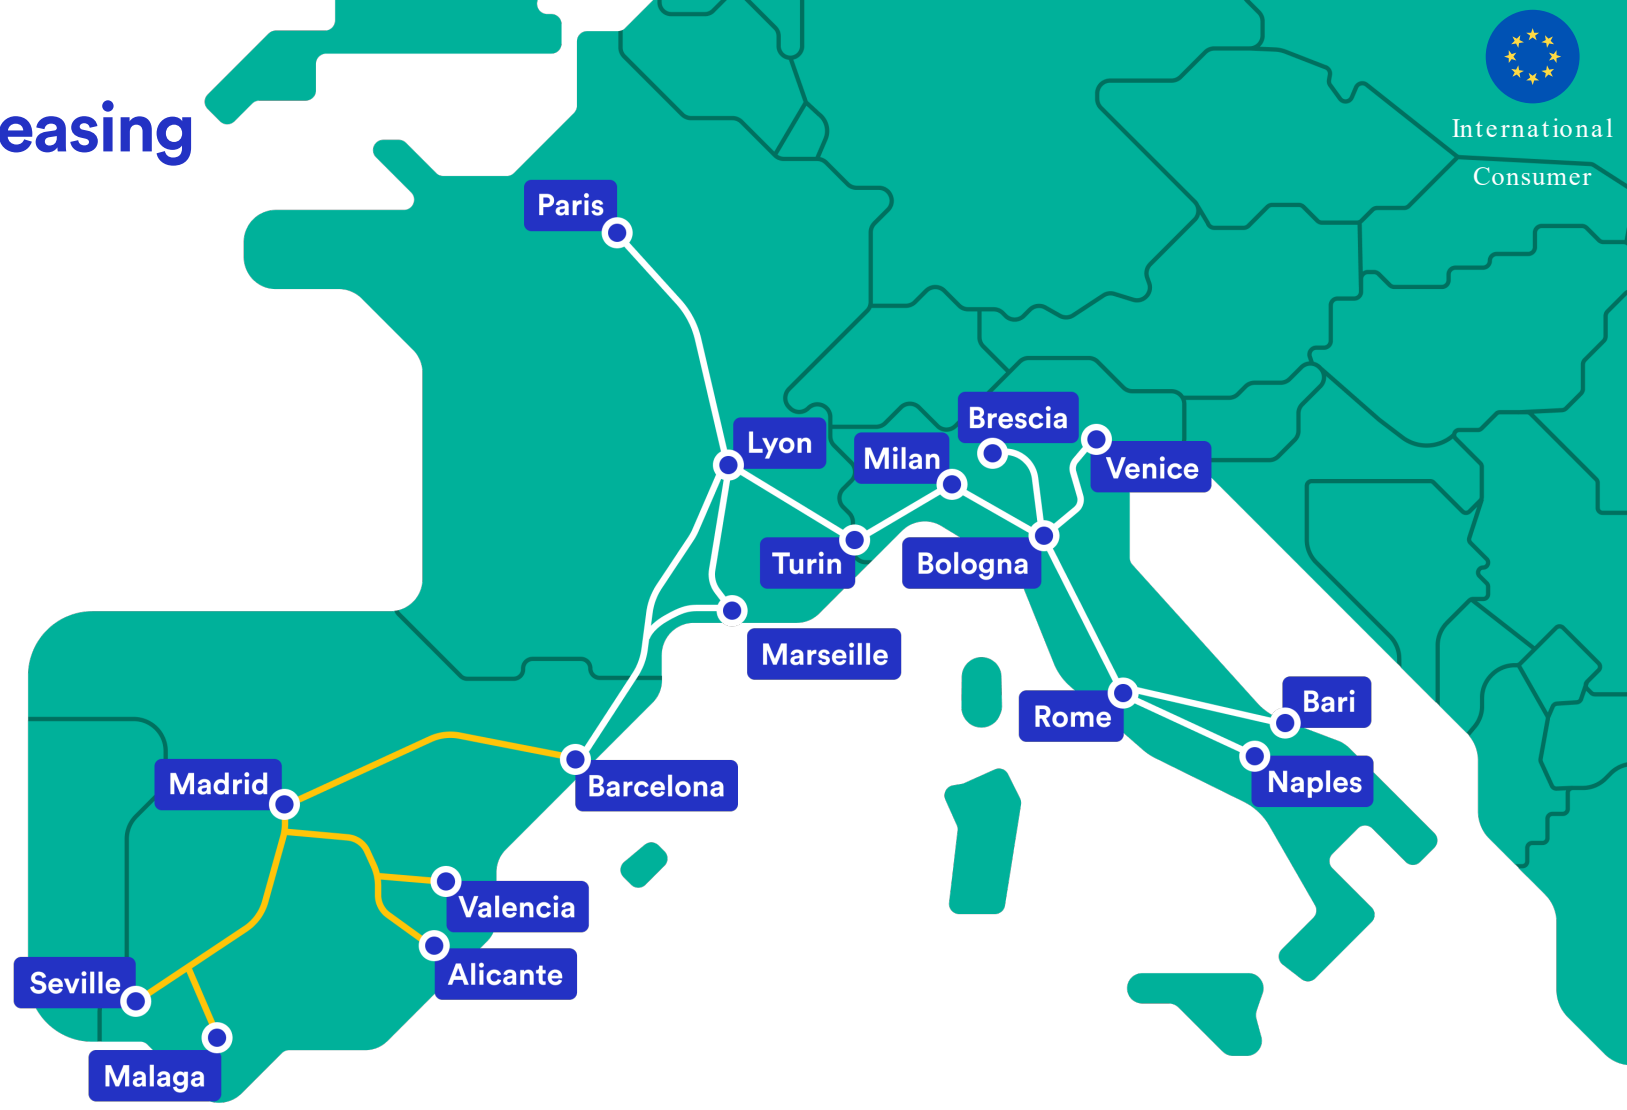 easing
International
Consumer
Paris
Lyon
Brescia
Milan
Venice
Turin
Bologna
Marseille
Rome
Bari
Naples
Madrid
Barcelona
Valencia
Alicante
Seville
Malaga